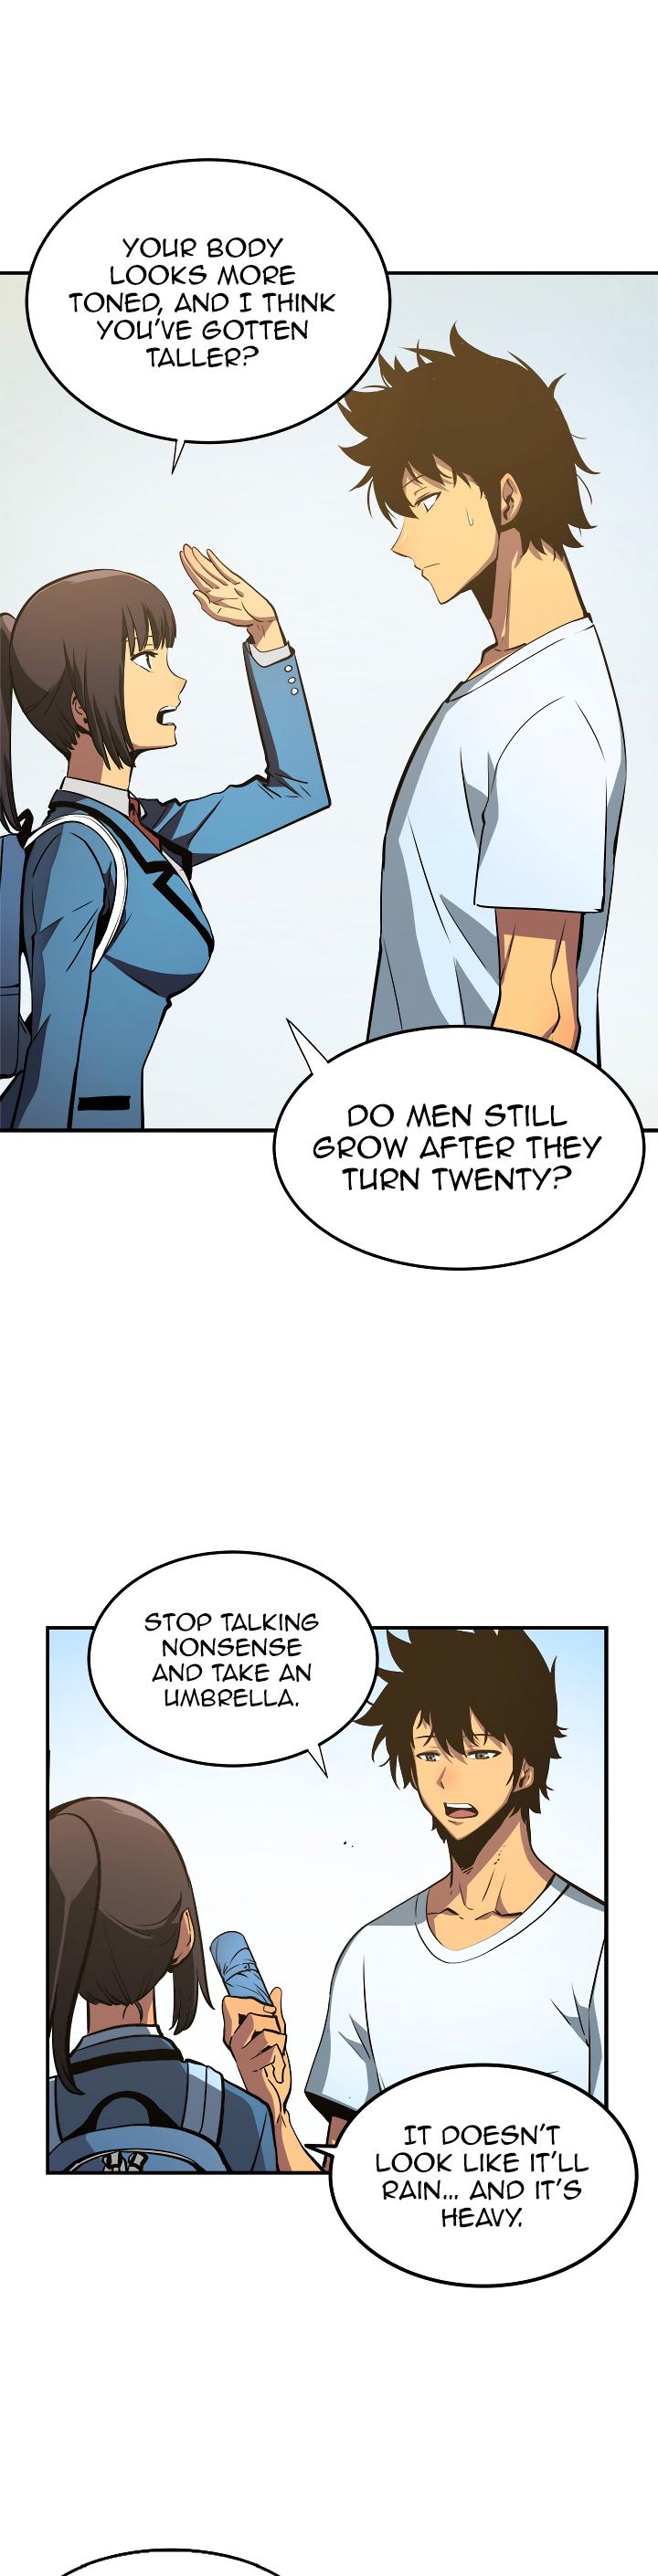 YOUR BODY
LOOKS MORE
TONED, AND I THINK
YOU'VE GOTTEN
TALLER?
DO MEN STILL
GROW AFTER THEY
TURN TWENTY?
STOP TALKING
NONSENSE
AND TAKE AN
UMBRELLA.
IT DOESN'T
LOOK LIKE IT'LL
RAIN... AND IT'S
HEAVY.